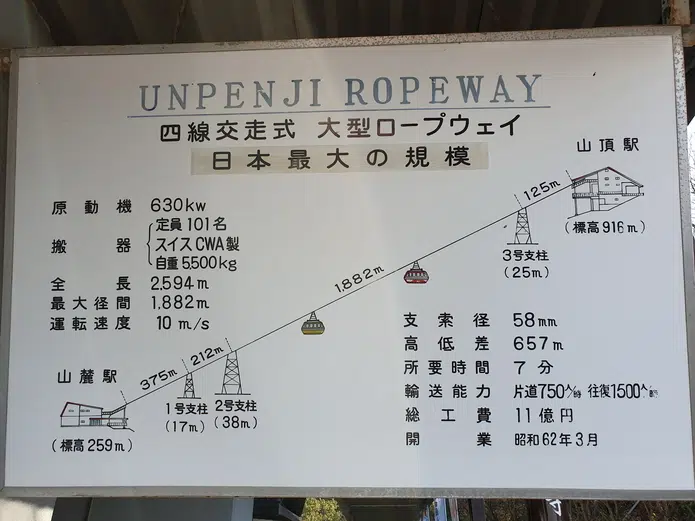 UNPENJI ROPEWAY
四線交走式 大型ロープウェイ
日本最大の規模
原動機 630kw
搬器 定員101名
スイスCWA製
自重5,500kg
全長 2,594m
最大径間 1,882m
運転速度 10m/s
山頂駅
(標高916m)
125m
3号支柱
(25m)
1,882m
212m
375m
山麓駅
(標高259m)
1号支柱
(17m)
2号支柱
(38m)
支索径 58mm
高低差 657m
所要時間 7分
輸送能力 片道750人/時 往復1500人/時
総工費 11億円
開業 昭和62年3月